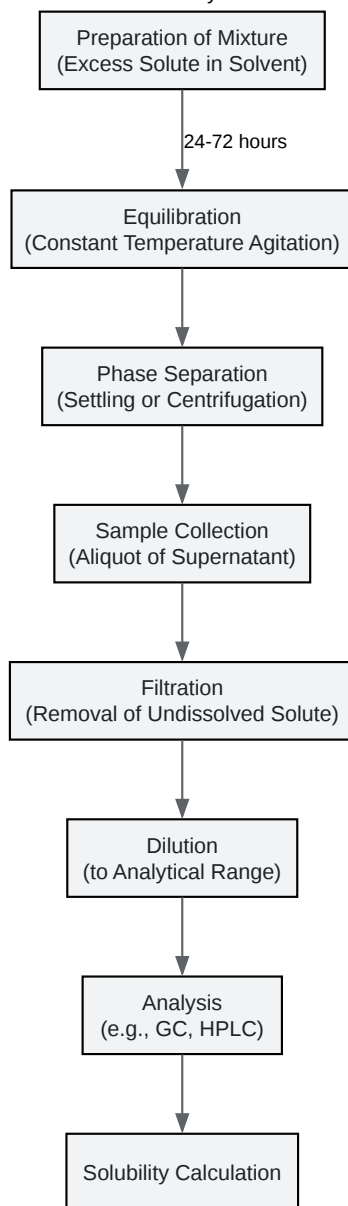 Preparation of Mixture
(Excess Solute in Solvent)
24-72 hours
Equilibration
(Constant Temperature Agitation)
Phase Separation
(Settling or Centrifugation)
Sample Collection
(Aliquot of Supernatant)
Filtration
(Removal of Undissolved Solute)
Dilution
(to Analytical Range)
Analysis
(e.g., GC, HPLC)
Solubility Calculation